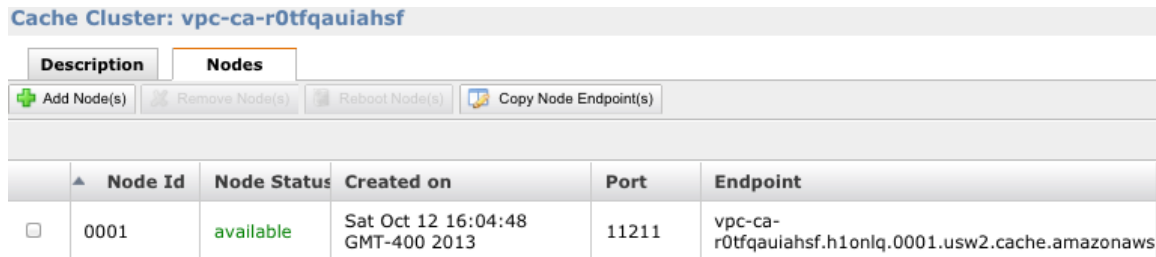 Cache Cluster: vpc-ca-r0tfqauiahsf
Description Nodes
Add Node(s) Remove Node(s) Reboot Node(s) Copy Node Endpoint(s)
Node Id Node Status Created on Port Endpoint
0001 available Sat Oct 12 16:04:48 GMT-400 2013 11211 vpc-ca-
r0tfqauiahsf.h1onlq.0001.usw2.cache.amazonaws